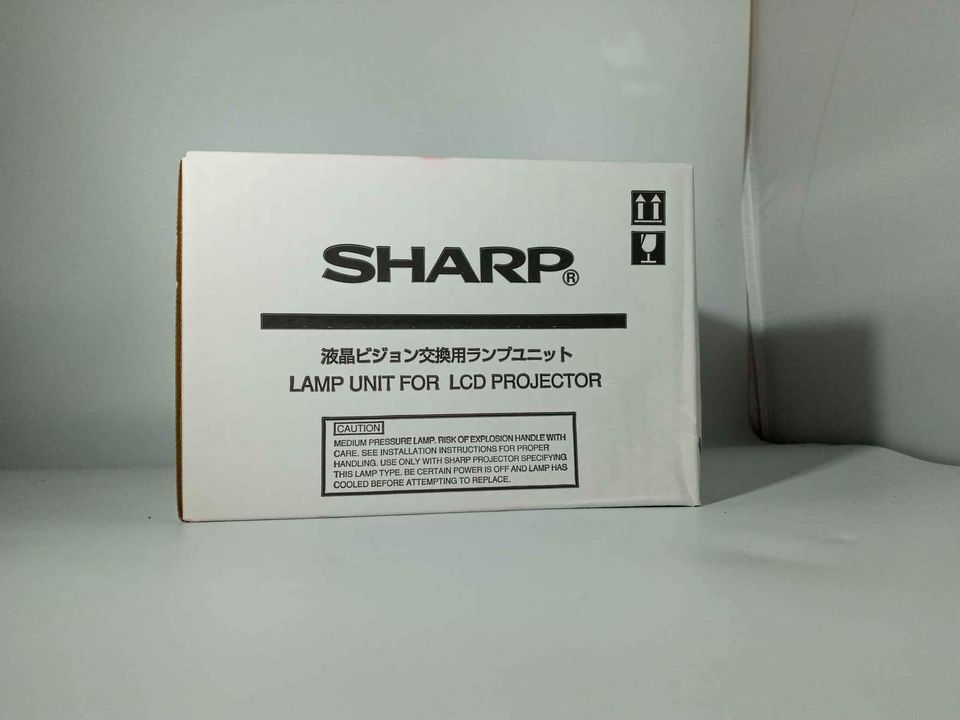 SHARP®
液晶ビジョン交換用ランプユニット
LAMP UNIT FOR LCD PROJECTOR
CAUTION
MEDIUM PRESSURE LAMP. RISK OF EXPLOSION HANDLE WITH
CARE. SEE INSTALLATION INSTRUCTIONS FOR PROPER
HANDLING. USE ONLY WITH SHARP PROJECTOR SPECIFYING
THIS LAMP TYPE. BE CERTAIN POWER IS OFF AND LAMP HAS
COOLED BEFORE ATTEMPTING TO REPLACE.